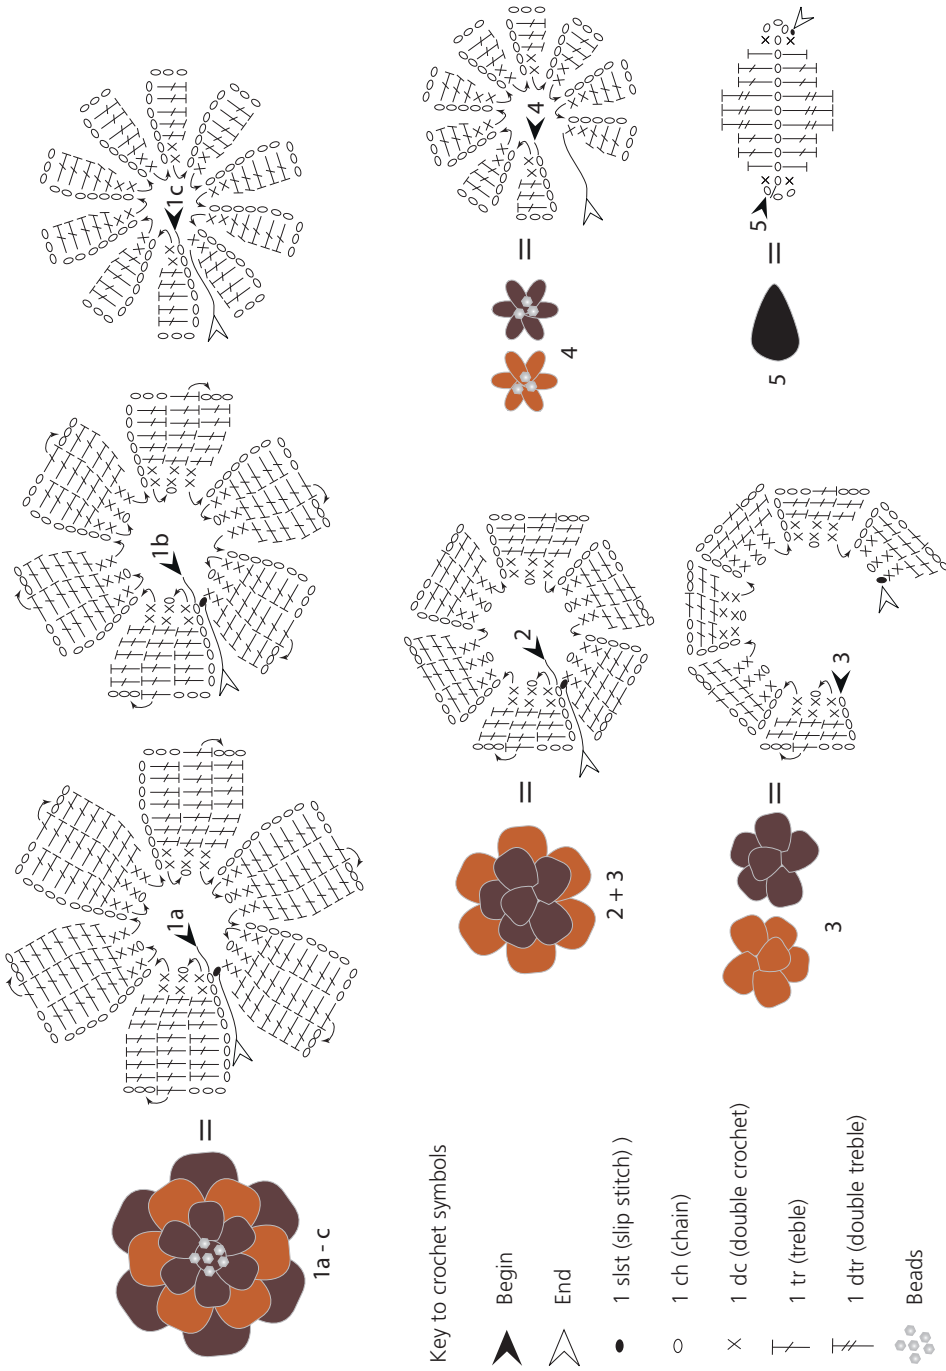 1a - c
=
1a
1b
1c
2 + 3
=
2
3
=
3
4
=
4
5
=
5
Key to crochet symbols
Begin
End
1 slst (slip stitch) )
1 ch (chain)
1 dc (double crochet)
1 tr (treble)
1 dtr (double treble)
Beads